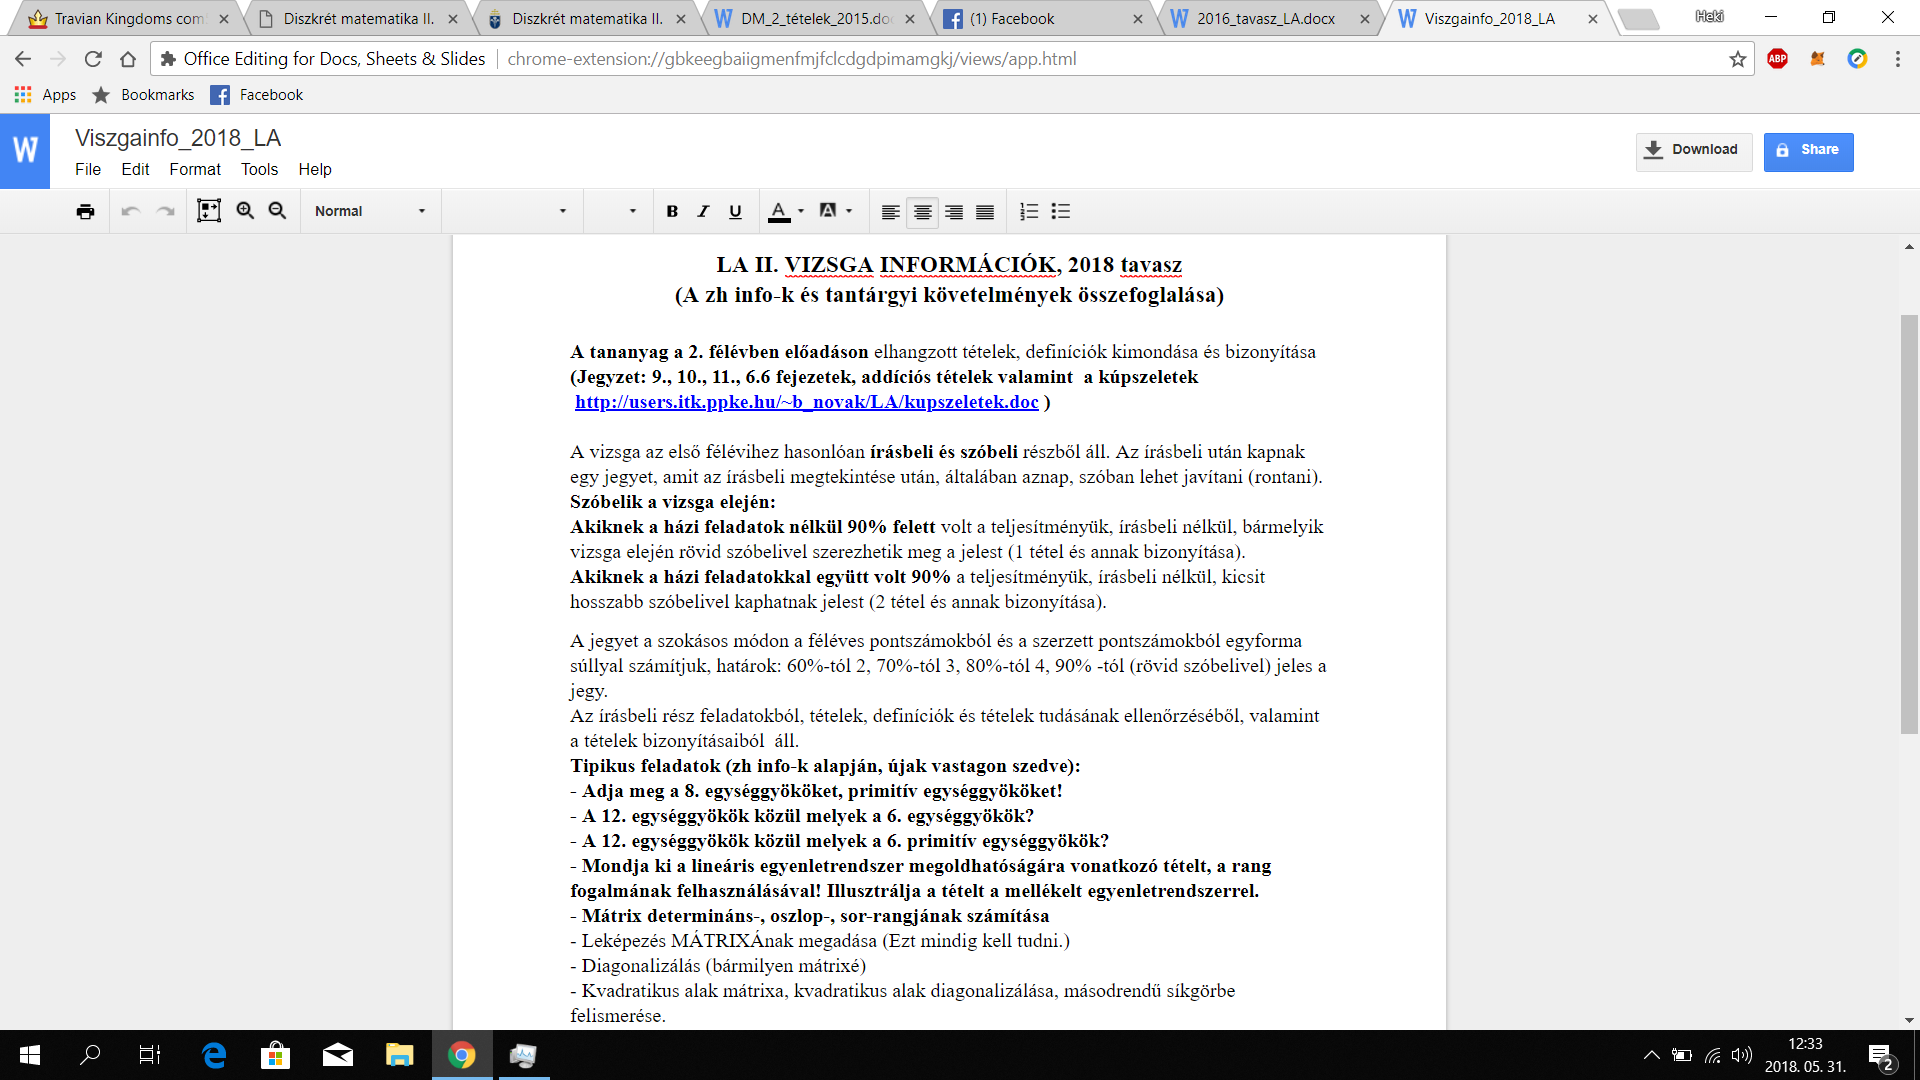 Travian Kingdoms com
Diszkrét matematika II.
Diszkrét matematika II.
DM_2_tételek_2015.do
(1) Facebook
2016_tavasz_LA.docx
Viszgainfo_2018_LA
Heki
Office Editing for Docs, Sheets & Slides
chrome-extension://gbkeegbaiigmenfmjfclcdgdpimamgkj/views/app.html
ABP
Apps
Bookmarks
Facebook
W
Viszgainfo_2018_LA
File Edit Format Tools Help
Download
Share
Normal
B I U A A
LA II. VIZSGA INFORMÁCIÓK, 2018 tavasz
(A zh info-k és tantárgyi követelmények összefoglalása)
A tananyag a 2. félévben előadáson elhangzott tételek, definíciók kimondása és bizonyítása
(Jegyzet: 9., 10., 11., 6.6 fejezetek, addíciós tételek valamint a kúpszeletek
http://users.itk.ppke.hu/~b_novak/LA/kupszeletek.doc )
A vizsga az első félévihez hasonlóan írásbeli és szóbeli részből áll. Az írásbeli után kapnak
egy jegyet, amit az írásbeli megtekintése után, általában aznap, szóban lehet javítani (rontani).
Szóbelik a vizsga elején:
Akiknek a házi feladatok nélkül 90% felett volt a teljesítményük, írásbeli nélkül, bármelyik
vizsga elején rövid szóbelivel szerezhetik meg a jelest (1 tétel és annak bizonyítása).
Akiknek a házi feladatokkal együtt volt 90% a teljesítményük, írásbeli nélkül, kicsit
hosszabb szóbelivel kaphatnak jelest (2 tétel és annak bizonyítása).
A jegyet a szokásos módon a féléves pontszámokból és a szerzett pontszámokból egyforma
súllyal számítjuk, határok: 60%-tól 2, 70%-tól 3, 80%-tól 4, 90% -tól (rövid szóbelivel) jeles a
jegy.
Az írásbeli rész feladatokból, tételek, definíciók és tételek tudásának ellenőrzéséből, valamint
a tételek bizonyításaiból áll.
Tipikus feladatok (zh info-k alapján, újak vastagon szedve):
- Adja meg a 8. egységgyököket, primitív egységgyököket!
- A 12. egységgyökök közül melyek a 6. egységgyökök?
- A 12. egységgyökök közül melyek a 6. primitív egységgyökök?
- Mondja ki a lineáris egyenletrendszer megoldhatóságára vonatkozó tételt, a rang
fogalmának felhasználásával! Illusztrálja a tételt a mellékelt egyenletrendszerrel.
- Mátrix determináns-, oszlop-, sor-rangjának számítása
- Leképezés MÁTRIXÁnak megadása (Ezt mindig kell tudni.)
- Diagonalizálás (bármilyen mátrixé)
- Kvadratikus alak mátrixa, kvadratikus alak diagonalizálása, másodrendű síkgörbe
felismerése.
12:33
2018. 05. 31.
2